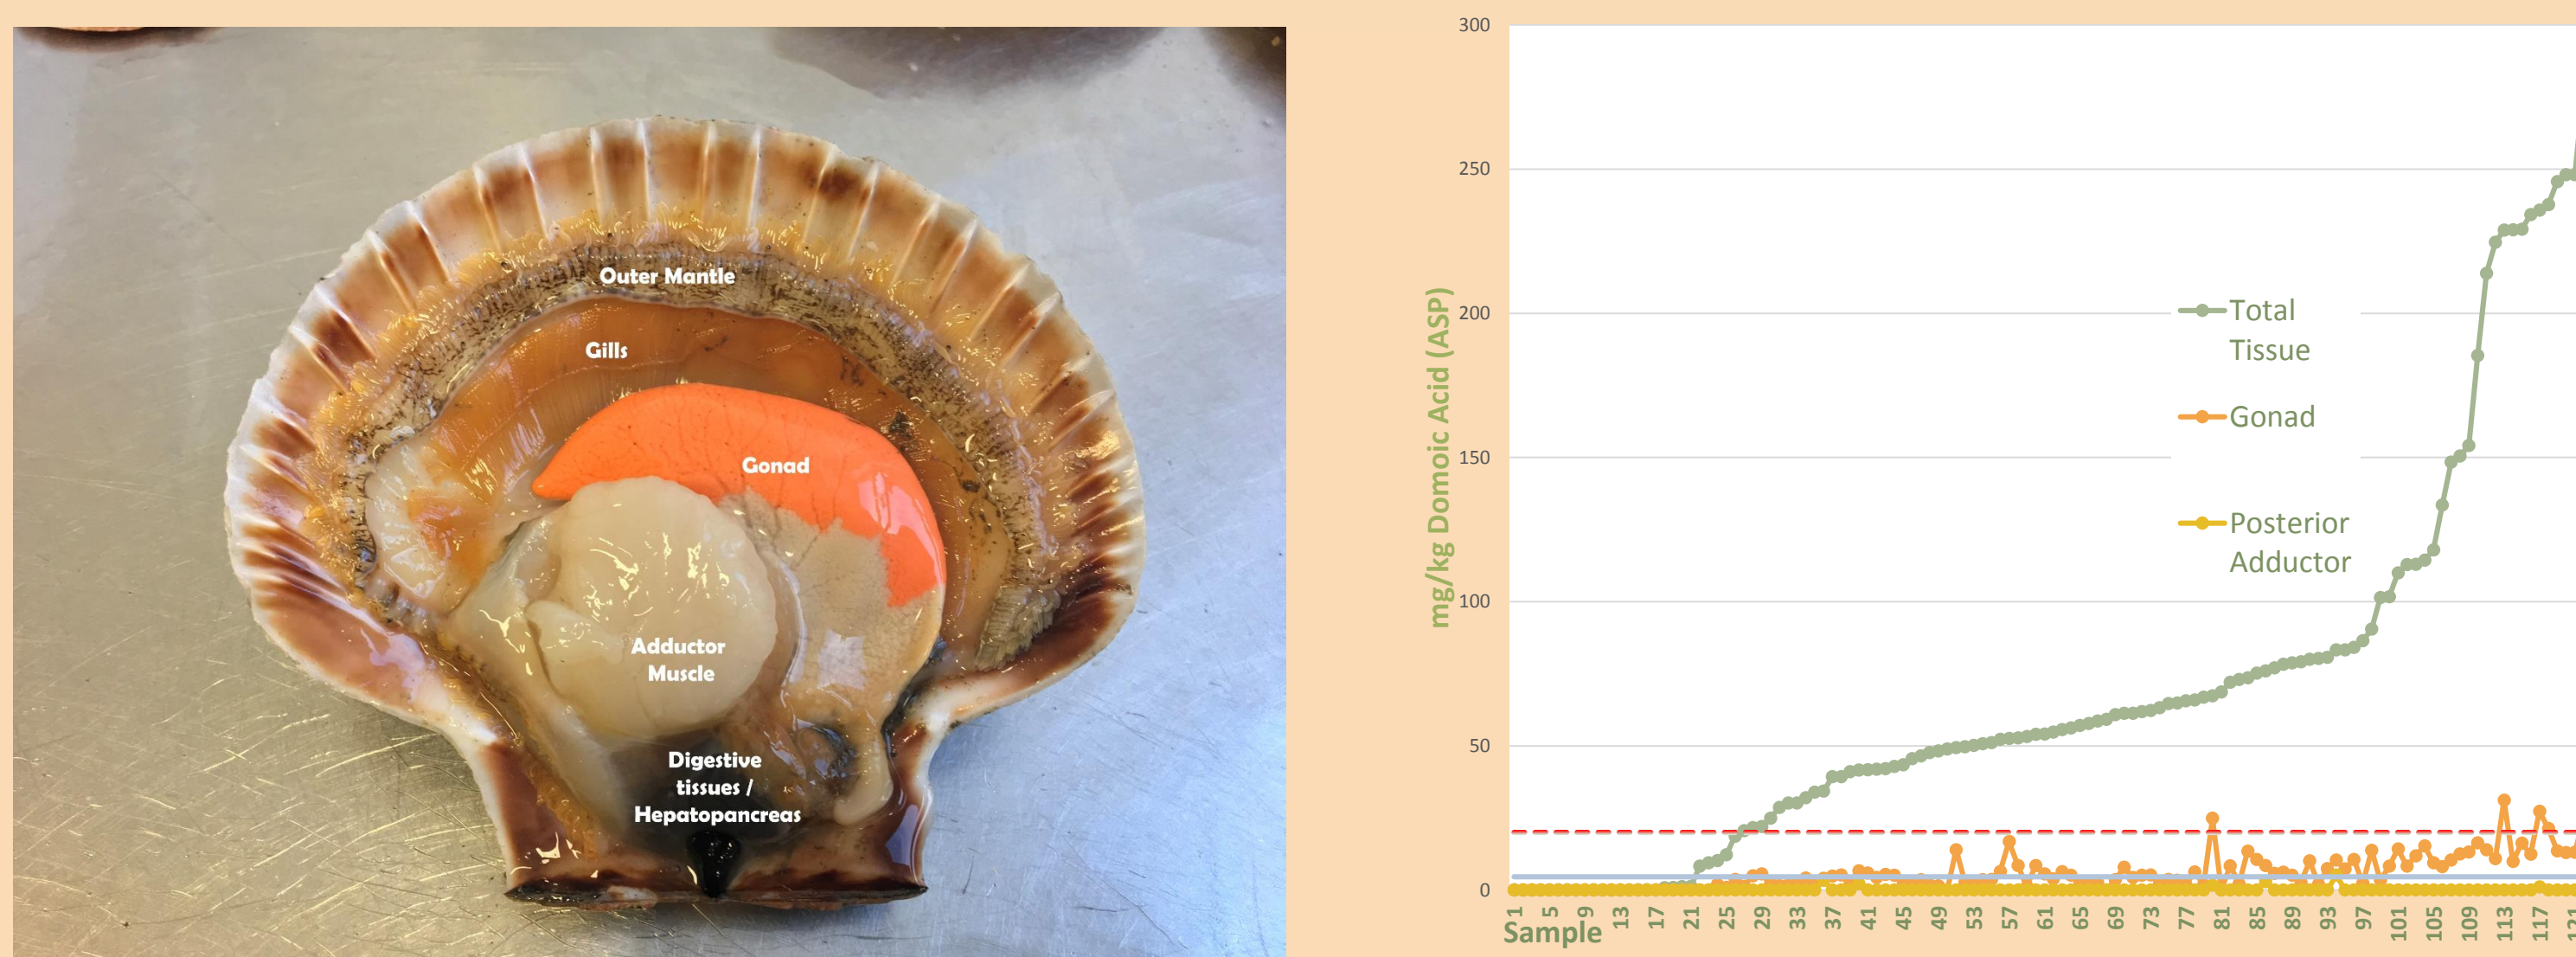 Outer Mantle
Gills
Gonad
Adductor
Muscle
Digestive
tissues /
Hepatopancreas
mg/kg Domoic Acid (ASP)
300
250
200
150
100
50
0
Total
Tissue
Gonad
Posterior
Adductor
1 5 9 13 17 21 25 29 33 37 41 45 49 53 57 61 65 69 73 77 81 85 89 93 97 101 105 109 113 117
Sample